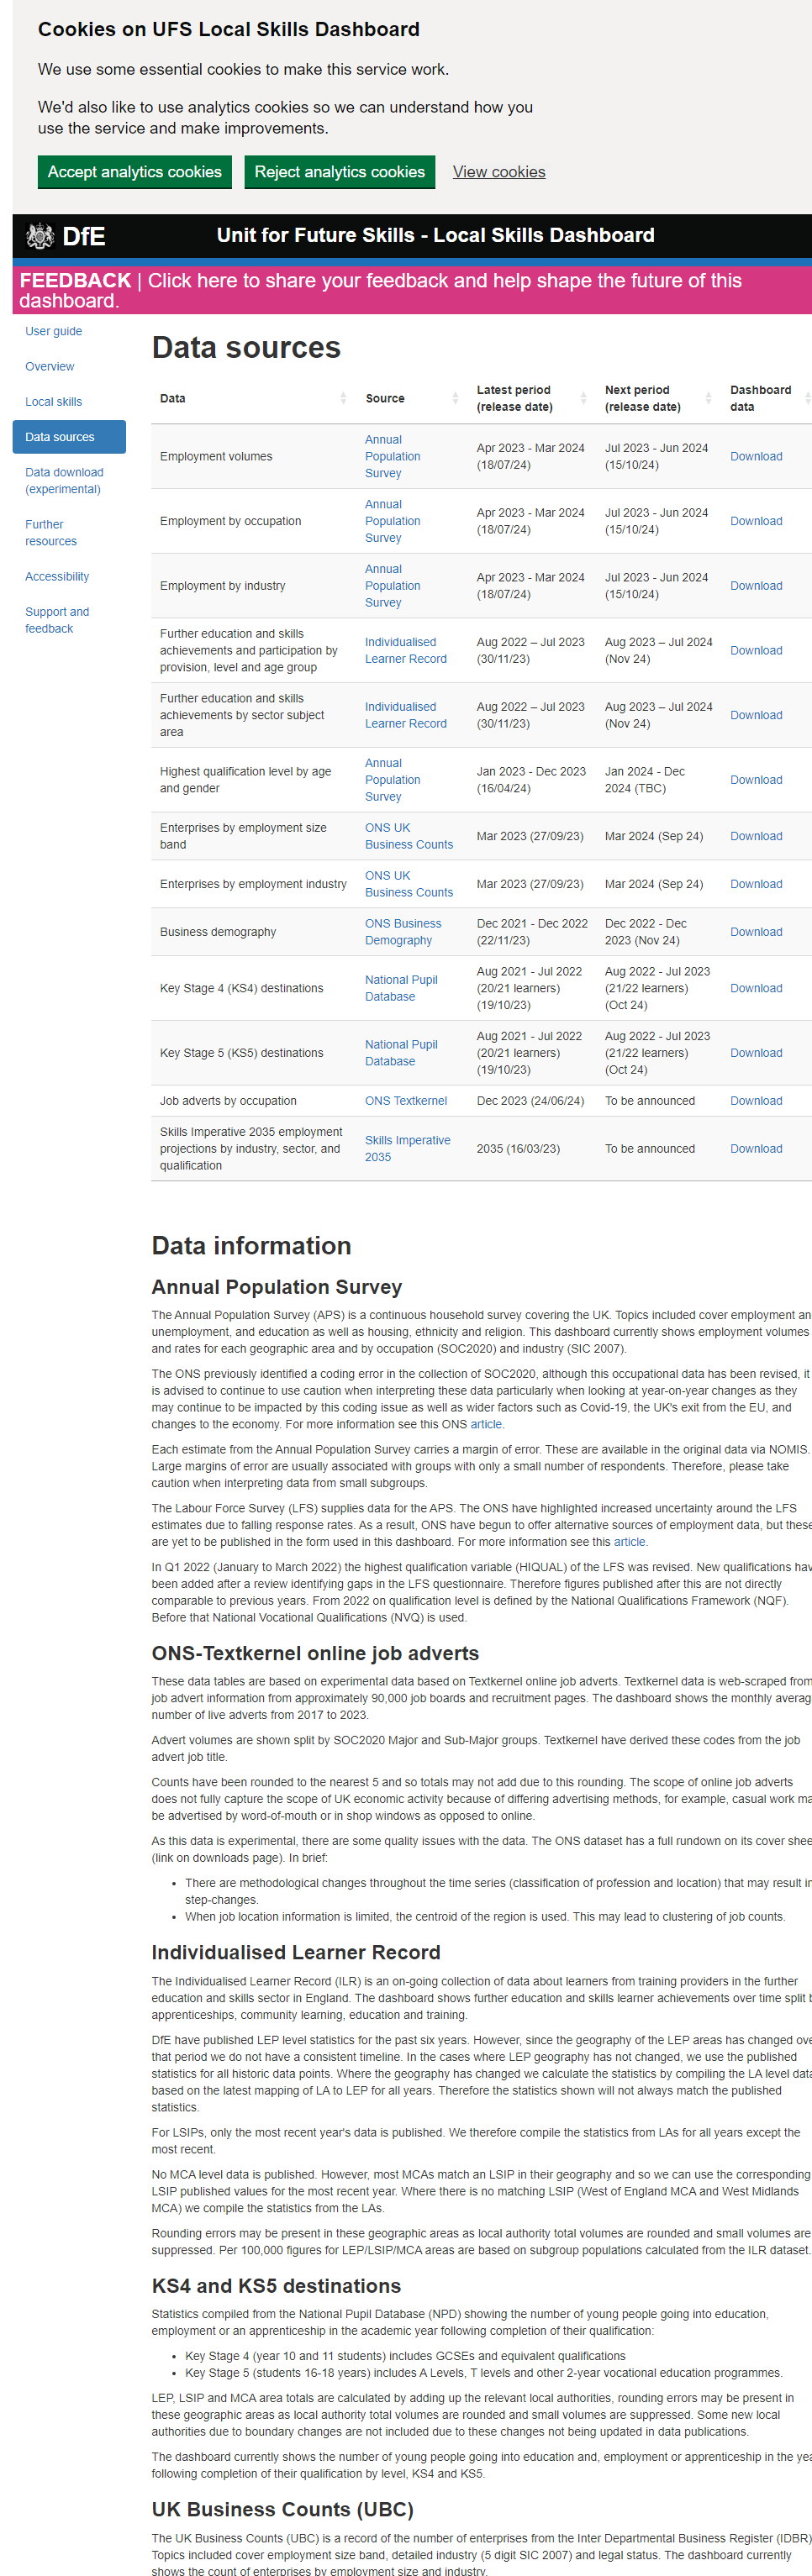 Cookies on UFS Local Skills Dashboard
We use some essential cookies to make this service work.
We'd also like to use analytics cookies so we can understand how you
use the service and make improvements.
Accept analytics cookies Reject analytics cookies View cookies
DfE Unit for Future Skills - Local Skills Dashboard
FEEDBACK | Click here to share your feedback and help shape the future of this
dashboard.
User guide
Overview
Local skills
Data sources
Data download
(experimental)
Further
resources
Accessibility
Support and
feedback
Data sources
Data Source Latest period (release date) Next period (release date) Dashboard data
Employment volumes Annual Population Survey Apr 2023 - Mar 2024 (18/07/24) Jul 2023 - Jun 2024 (15/10/24) Download
Employment by occupation Annual Population Survey Apr 2023 - Mar 2024 (18/07/24) Jul 2023 - Jun 2024 (15/10/24) Download
Employment by industry Annual Population Survey Apr 2023 - Mar 2024 (18/07/24) Jul 2023 - Jun 2024 (15/10/24) Download
Further education and skills achievements and participation by provision, level and age group Individualised Learner Record Aug 2022 – Jul 2023 (30/11/23) Aug 2023 – Jul 2024 (Nov 24) Download
Further education and skills achievements by sector subject area Individualised Learner Record Aug 2022 – Jul 2023 (30/11/23) Aug 2023 – Jul 2024 (Nov 24) Download
Highest qualification level by age and gender Annual Population Survey Jan 2023 - Dec 2023 (16/04/24) Jan 2024 - Dec 2024 (TBC) Download
Enterprises by employment size band ONS UK Business Counts Mar 2023 (27/09/23) Mar 2024 (Sep 24) Download
Enterprises by employment industry ONS UK Business Counts Mar 2023 (27/09/23) Mar 2024 (Sep 24) Download
Business demography ONS Business Demography Dec 2021 - Dec 2022 (22/11/23) Dec 2022 - Dec 2023 (Nov 24) Download
Key Stage 4 (KS4) destinations National Pupil Database Aug 2021 - Jul 2022 (20/21 learners) (19/10/23) Aug 2022 - Jul 2023 (21/22 learners) (Oct 24) Download
Key Stage 5 (KS5) destinations National Pupil Database Aug 2021 - Jul 2022 (20/21 learners) (19/10/23) Aug 2022 - Jul 2023 (21/22 learners) (Oct 24) Download
Job adverts by occupation ONS Textkernel Dec 2023 (24/06/24) To be announced Download
Skills Imperative 2035 employment projections by industry, sector, and qualification Skills Imperative 2035 2035 (16/03/23) To be announced Download
Data information
Annual Population Survey
The Annual Population Survey (APS) is a continuous household survey covering the UK. Topics included cover employment an
unemployment, and education as well as housing, ethnicity and religion. This dashboard currently shows employment volumes
and rates for each geographic area and by occupation (SOC2020) and industry (SIC 2007).
The ONS previously identified a coding error in the collection of SOC2020, although this occupational data has been revised, it
is advised to continue to use caution when interpreting these data particularly when looking at year-on-year changes as they
may continue to be impacted by this coding issue as well as wider factors such as Covid-19, the UK's exit from the EU, and
changes to the economy. For more information see this ONS article.
Each estimate from the Annual Population Survey carries a margin of error. These are available in the original data via NOMIS.
Large margins of error are usually associated with groups with only a small number of respondents. Therefore, please take
caution when interpreting data from small subgroups.
The Labour Force Survey (LFS) supplies data for the APS. The ONS have highlighted increased uncertainty around the LFS
estimates due to falling response rates. As a result, ONS have begun to offer alternative sources of employment data, but these
are yet to be published in the form used in this dashboard. For more information see this article.
In Q1 2022 (January to March 2022) the highest qualification variable (HIQUAL) of the LFS was revised. New qualifications hav
been added after a review identifying gaps in the LFS questionnaire. Therefore figures published after this are not directly
comparable to previous years. From 2022 on qualification level is defined by the National Qualifications Framework (NQF).
Before that National Vocational Qualifications (NVQ) is used.
ONS-Textkernel online job adverts
These data tables are based on experimental data based on Textkernel online job adverts. Textkernel data is web-scraped from
job advert information from approximately 90,000 job boards and recruitment pages. The dashboard shows the monthly averag
number of live adverts from 2017 to 2023.
Advert volumes are shown split by SOC2020 Major and Sub-Major groups. Textkernel have derived these codes from the job
advert job title.
Counts have been rounded to the nearest 5 and so totals may not add due to this rounding. The scope of online job adverts
does not fully capture the scope of UK economic activity because of differing advertising methods, for example, casual work ma
be advertised by word-of-mouth or in shop windows as opposed to online.
As this data is experimental, there are some quality issues with the data. The ONS dataset has a full rundown on its cover shee
(link on downloads page). In brief:
• There are methodological changes throughout the time series (classification of profession and location) that may result in
step-changes.
• When job location information is limited, the centroid of the region is used. This may lead to clustering of job counts.
Individualised Learner Record
The Individualised Learner Record (ILR) is an on-going collection of data about learners from training providers in the further
education and skills sector in England. The dashboard shows further education and skills learner achievements over time split b
apprenticeships, community learning, education and training.
DfE have published LEP level statistics for the past six years. However, since the geography of the LEP areas has changed ove
that period we do not have a consistent timeline. In the cases where LEP geography has not changed, we use the published
statistics for all historic data points. Where the geography has changed we calculate the statistics by compiling the LA level data
based on the latest mapping of LA to LEP for all years. Therefore the statistics shown will not always match the published
statistics.
For LSIPs, only the most recent year's data is published. We therefore compile the statistics from LAs for all years except the
most recent.
No MCA level data is published. However, most MCAs match an LSIP in their geography and so we can use the corresponding
LSIP published values for the most recent year. Where there is no matching LSIP (West of England MCA and West Midlands
MCA) we compile the statistics from the LAs.
Rounding errors may be present in these geographic areas as local authority total volumes are rounded and small volumes are
suppressed. Per 100,000 figures for LEP/LSIP/MCA areas are based on subgroup populations calculated from the ILR dataset.
KS4 and KS5 destinations
Statistics compiled from the National Pupil Database (NPD) showing the number of young people going into education,
employment or an apprenticeship in the academic year following completion of their qualification:
• Key Stage 4 (year 10 and 11 students) includes GCSEs and equivalent qualifications
• Key Stage 5 (students 16-18 years) includes A Levels, T levels and other 2-year vocational education programmes.
LEP, LSIP and MCA area totals are calculated by adding up the relevant local authorities, rounding errors may be present in
these geographic areas as local authority total volumes are rounded and small volumes are suppressed. Some new local
authorities due to boundary changes are not included due to these changes not being updated in data publications.
The dashboard currently shows the number of young people going into education and, employment or apprenticeship in the yea
following completion of their qualification by level, KS4 and KS5.
UK Business Counts (UBC)
The UK Business Counts (UBC) is a record of the number of enterprises from the Inter Departmental Business Register (IDBR)
Topics included cover employment size band, detailed industry (5 digit SIC 2007) and legal status. The dashboard currently
shows the count of enterprises by employment size and industry.